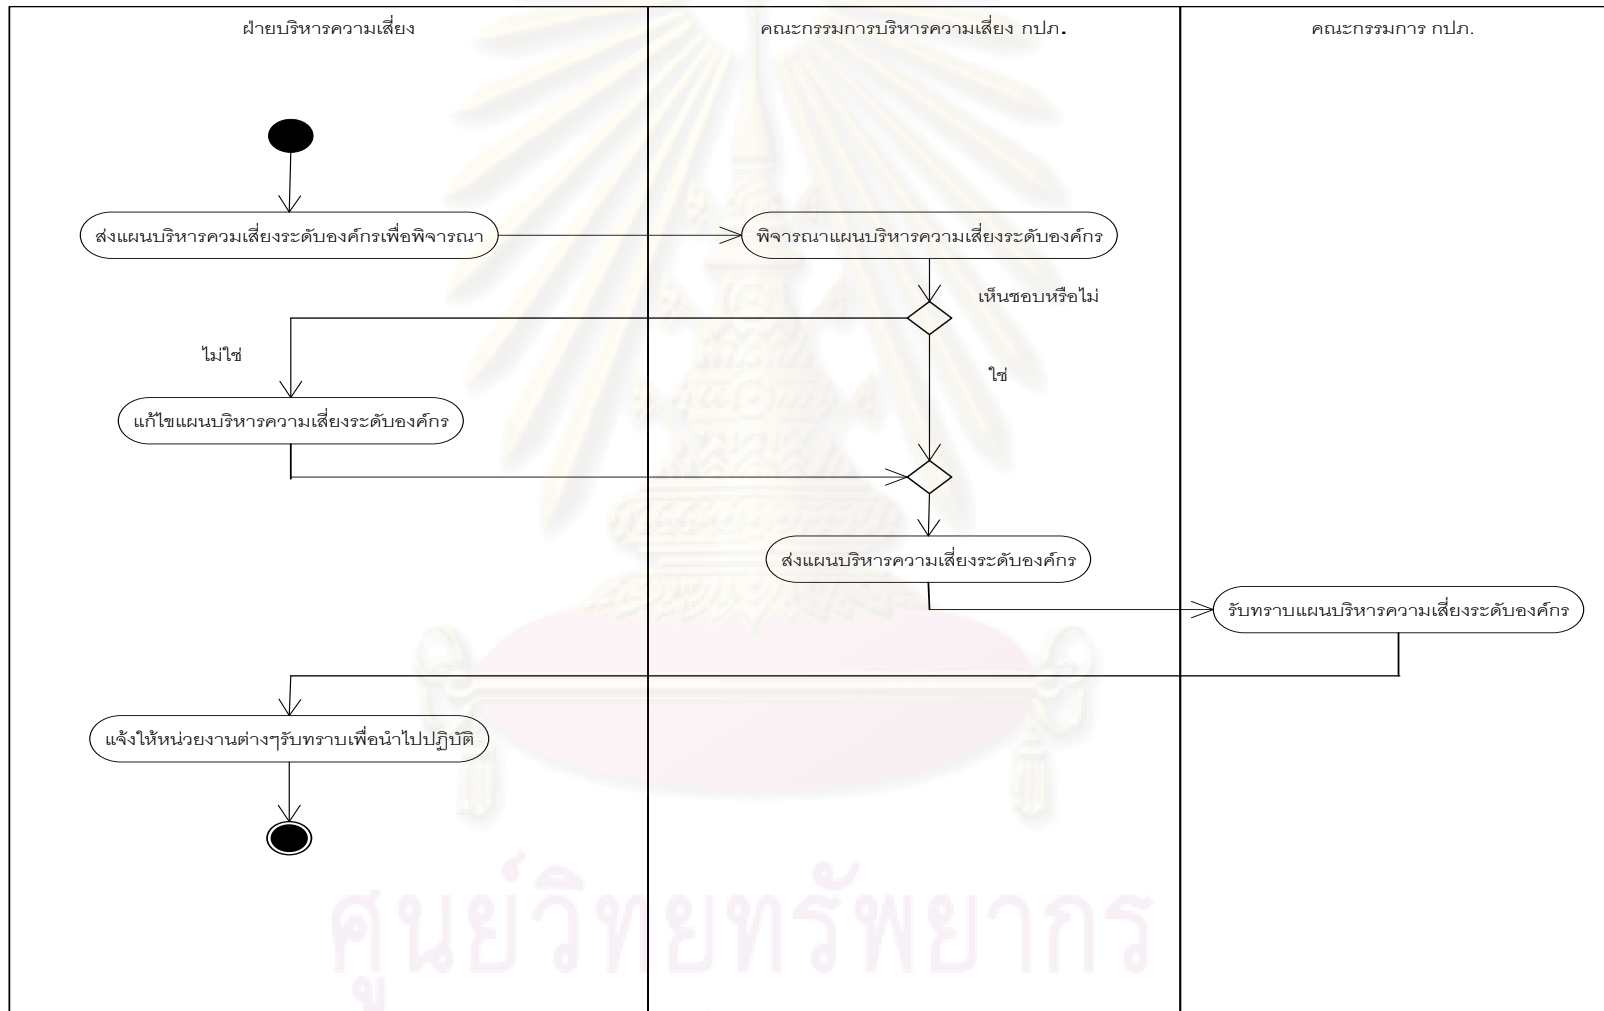 ฝ่ายบริหารความเสี่ยง
คณะกรรมการบริหารความเสี่ยง กปภ.
คณะกรรมการ กปภ.
ส่งแผนบริหารควมเสี่ยงระดับองค์กรเพื่อพิจารณา
พิจารณาแผนบริหารความเสี่ยงระดับองค์กร
เห็นชอบหรือไม่
ไม่ใช่
ใช่
แก้ไขแผนบริหารความเสี่ยงระดับองค์กร
ส่งแผนบริหารความเสี่ยงระดับองค์กร
รับทราบแผนบริหารความเสี่ยงระดับองค์กร
แจ้งให้หน่วยงานต่างๆรับทราบเพื่อนำไปปฏิบัติ
ศูนย์วิทยทรัพยากร